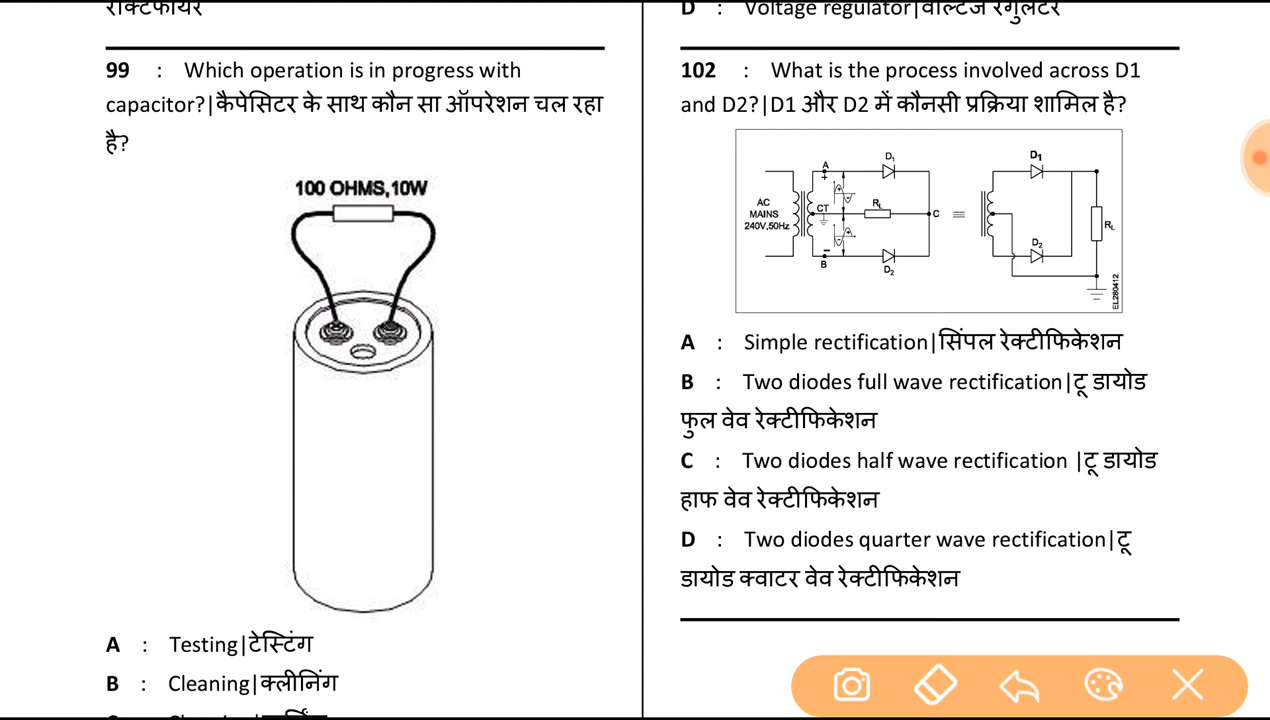 रेक्टिफायर
99 : Which operation is in progress with
capacitor?|कैपेसिटर के साथ कौन सा ऑपरेशन चल रहा
है?
100 OHMS,10W
A : Testing|टेस्टिंग
B : Cleaning|क्लीनिंग
D : Voltage regulator|वोल्टेज रेगुलेटर
102 : What is the process involved across D1
and D2?|D1 और D2 में कौनसी प्रक्रिया शामिल है?
AC
MAINS
240V,50Hz
A
+
CT
–
B
D1
RL
C
D2
≡
D1
D2
RL
EL280412
A : Simple rectification|सिंपल रेक्टीफिकेशन
B : Two diodes full wave rectification|टू डायोड
फुल वेव रेक्टीफिकेशन
C : Two diodes half wave rectification |टू डायोड
हाफ वेव रेक्टीफिकेशन
D : Two diodes quarter wave rectification|टू
डायोड क्वाटर वेव रेक्टीफिकेशन